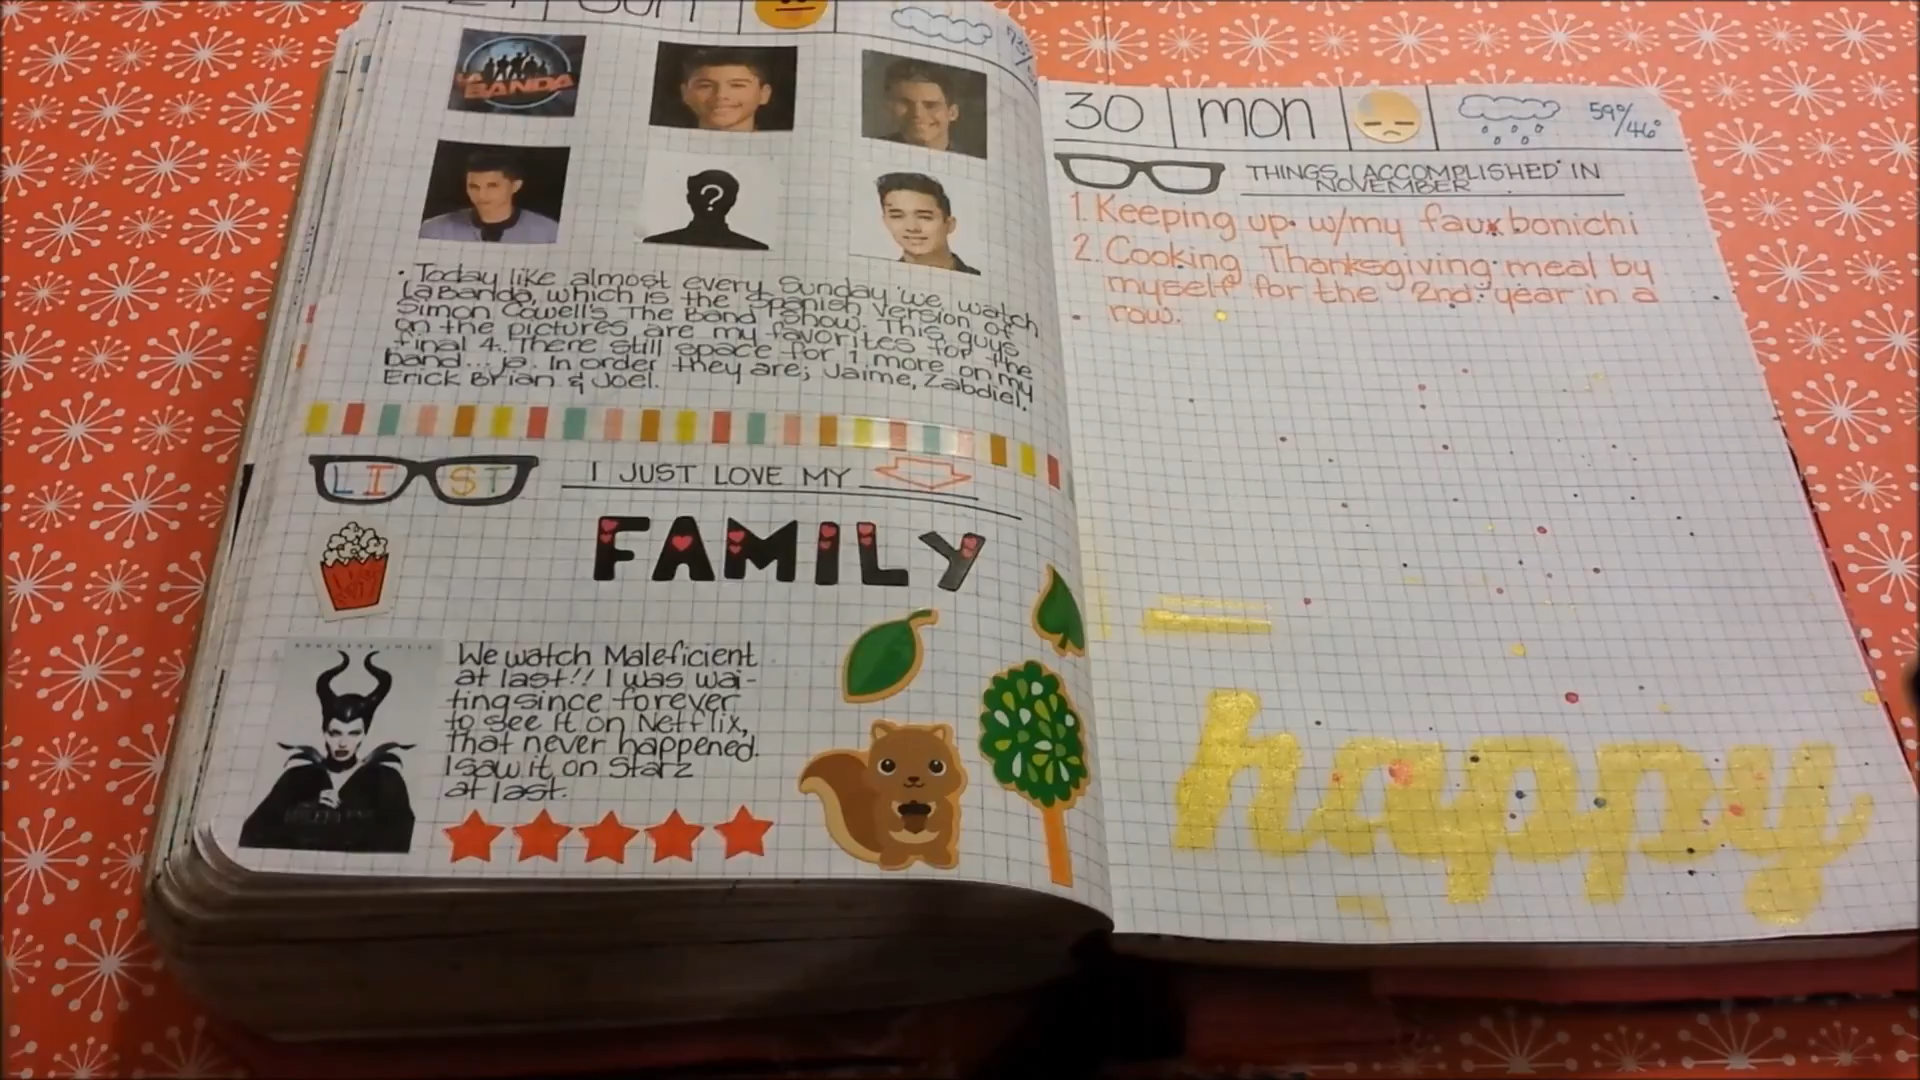 Sun
LA
BANDA
?
• Today like almost every Sunday we watch
La Banda, which is the Spanish version of
Simon Cowell's The Band Show. This guys
on the pictures are my favorites for the
final 4. There still space for 1 more on my
band... ja. In order they are; Jaime, Zabdiel,
Erick Brian & Joel.
LIST
I JUST LOVE MY
FAMILY
We watch Maleficient
at last!! I was wai-
ting since forever
to see it on Netflix,
That never happened.
I saw it on Starz
at last.
30 mon 59°/46°
THINGS I ACCOMPLISHED IN
NOVEMBER
1. Keeping up w/my faux bonichi
2. Cooking Thanksgiving meal by
myself for the 2nd year in a
row.
happy